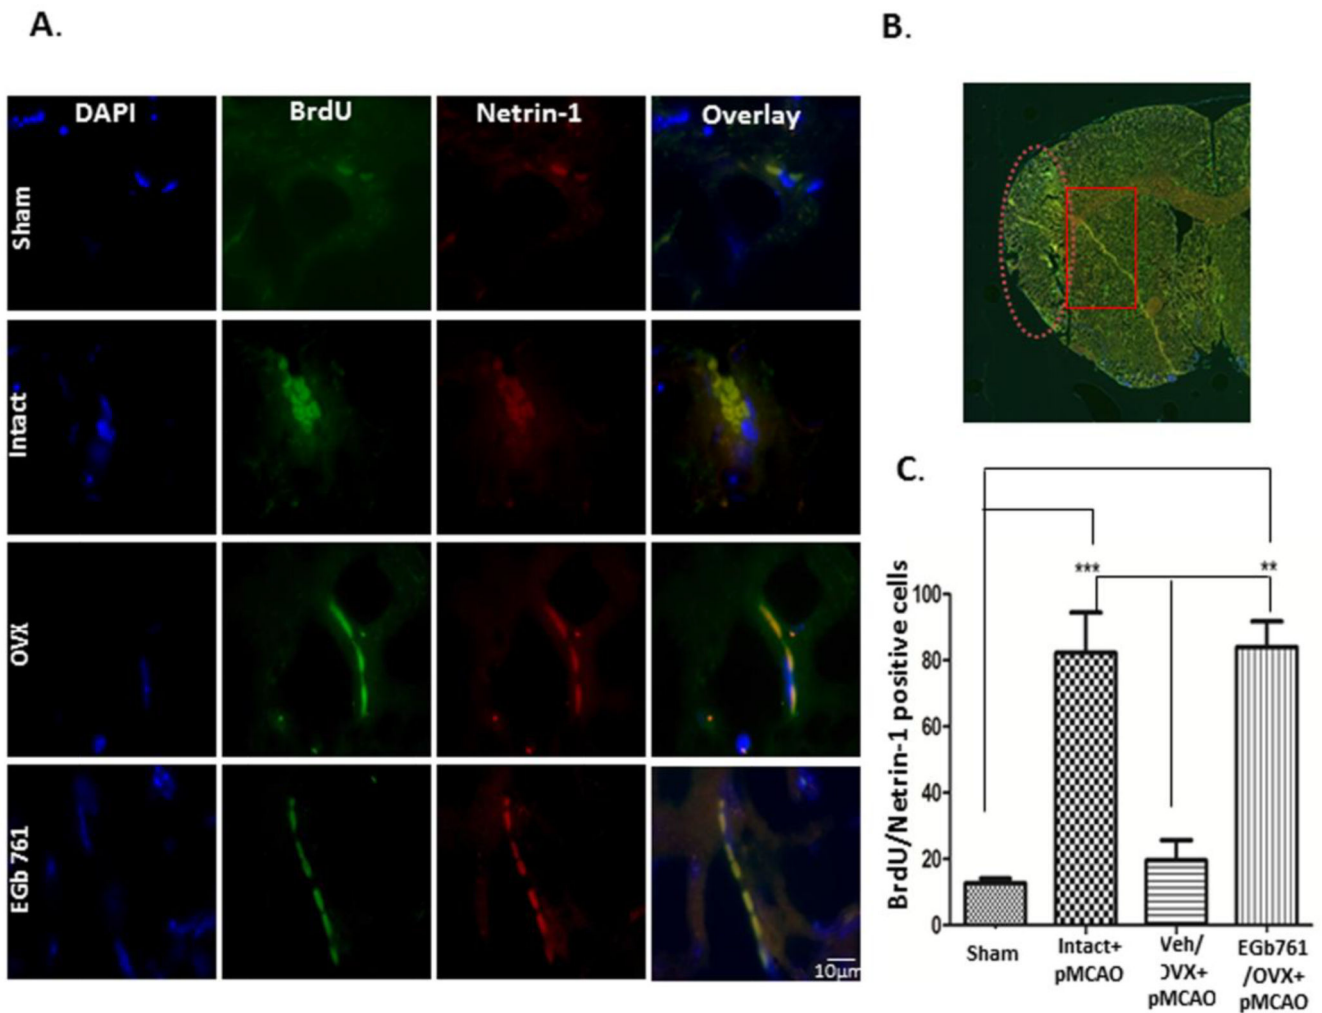 A.
B.
DAPI BrdU Netrin-1 Overlay
Sham
Intact
OVX
EGb 761
10μm
C.
BrdU/Netrin-1 positive cells
*** **
100
80
60
40
20
0
Sham
Intact+
pMCAO
Veh/
OVX+
pMCAO
EGb761
/OVX+
pMCAO